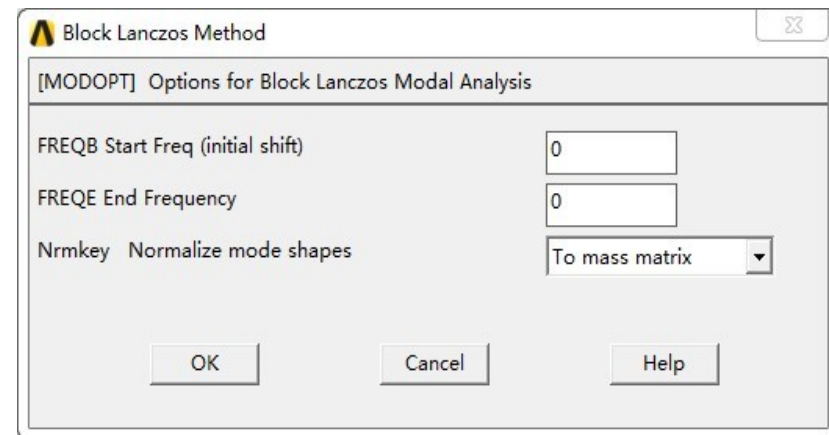 Block Lanczos Method
[MODOPT] Options for Block Lanczos Modal Analysis
FREQB Start Freq (initial shift) 0
FREQE End Frequency 0
Nrmkey Normalize mode shapes To mass matrix
OK Cancel Help